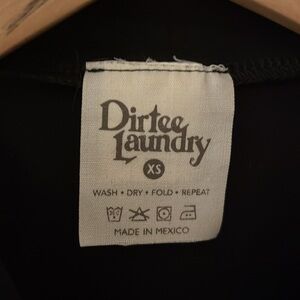 Dirtee
Laundry
XS
WASH • DRY • FOLD • REPEAT
MADE IN MEXICO